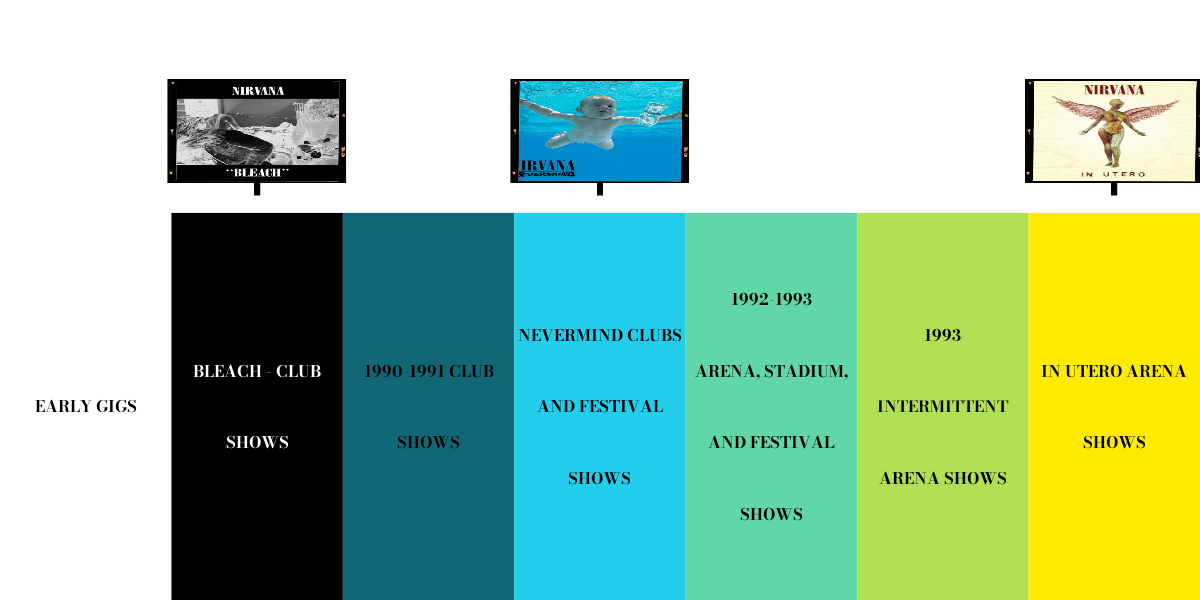 NIRVANA
"BLEACH"
IRVANA
NIRVANA
IN UTERO
EARLY GIGS
BLEACH - CLUB
SHOWS
1990-1991 CLUB
SHOWS
NEVERMIND CLUBS
AND FESTIVAL
SHOWS
1992-1993
ARENA, STADIUM,
AND FESTIVAL
SHOWS
1993
INTERMITTENT
ARENA SHOWS
IN UTERO ARENA
SHOWS